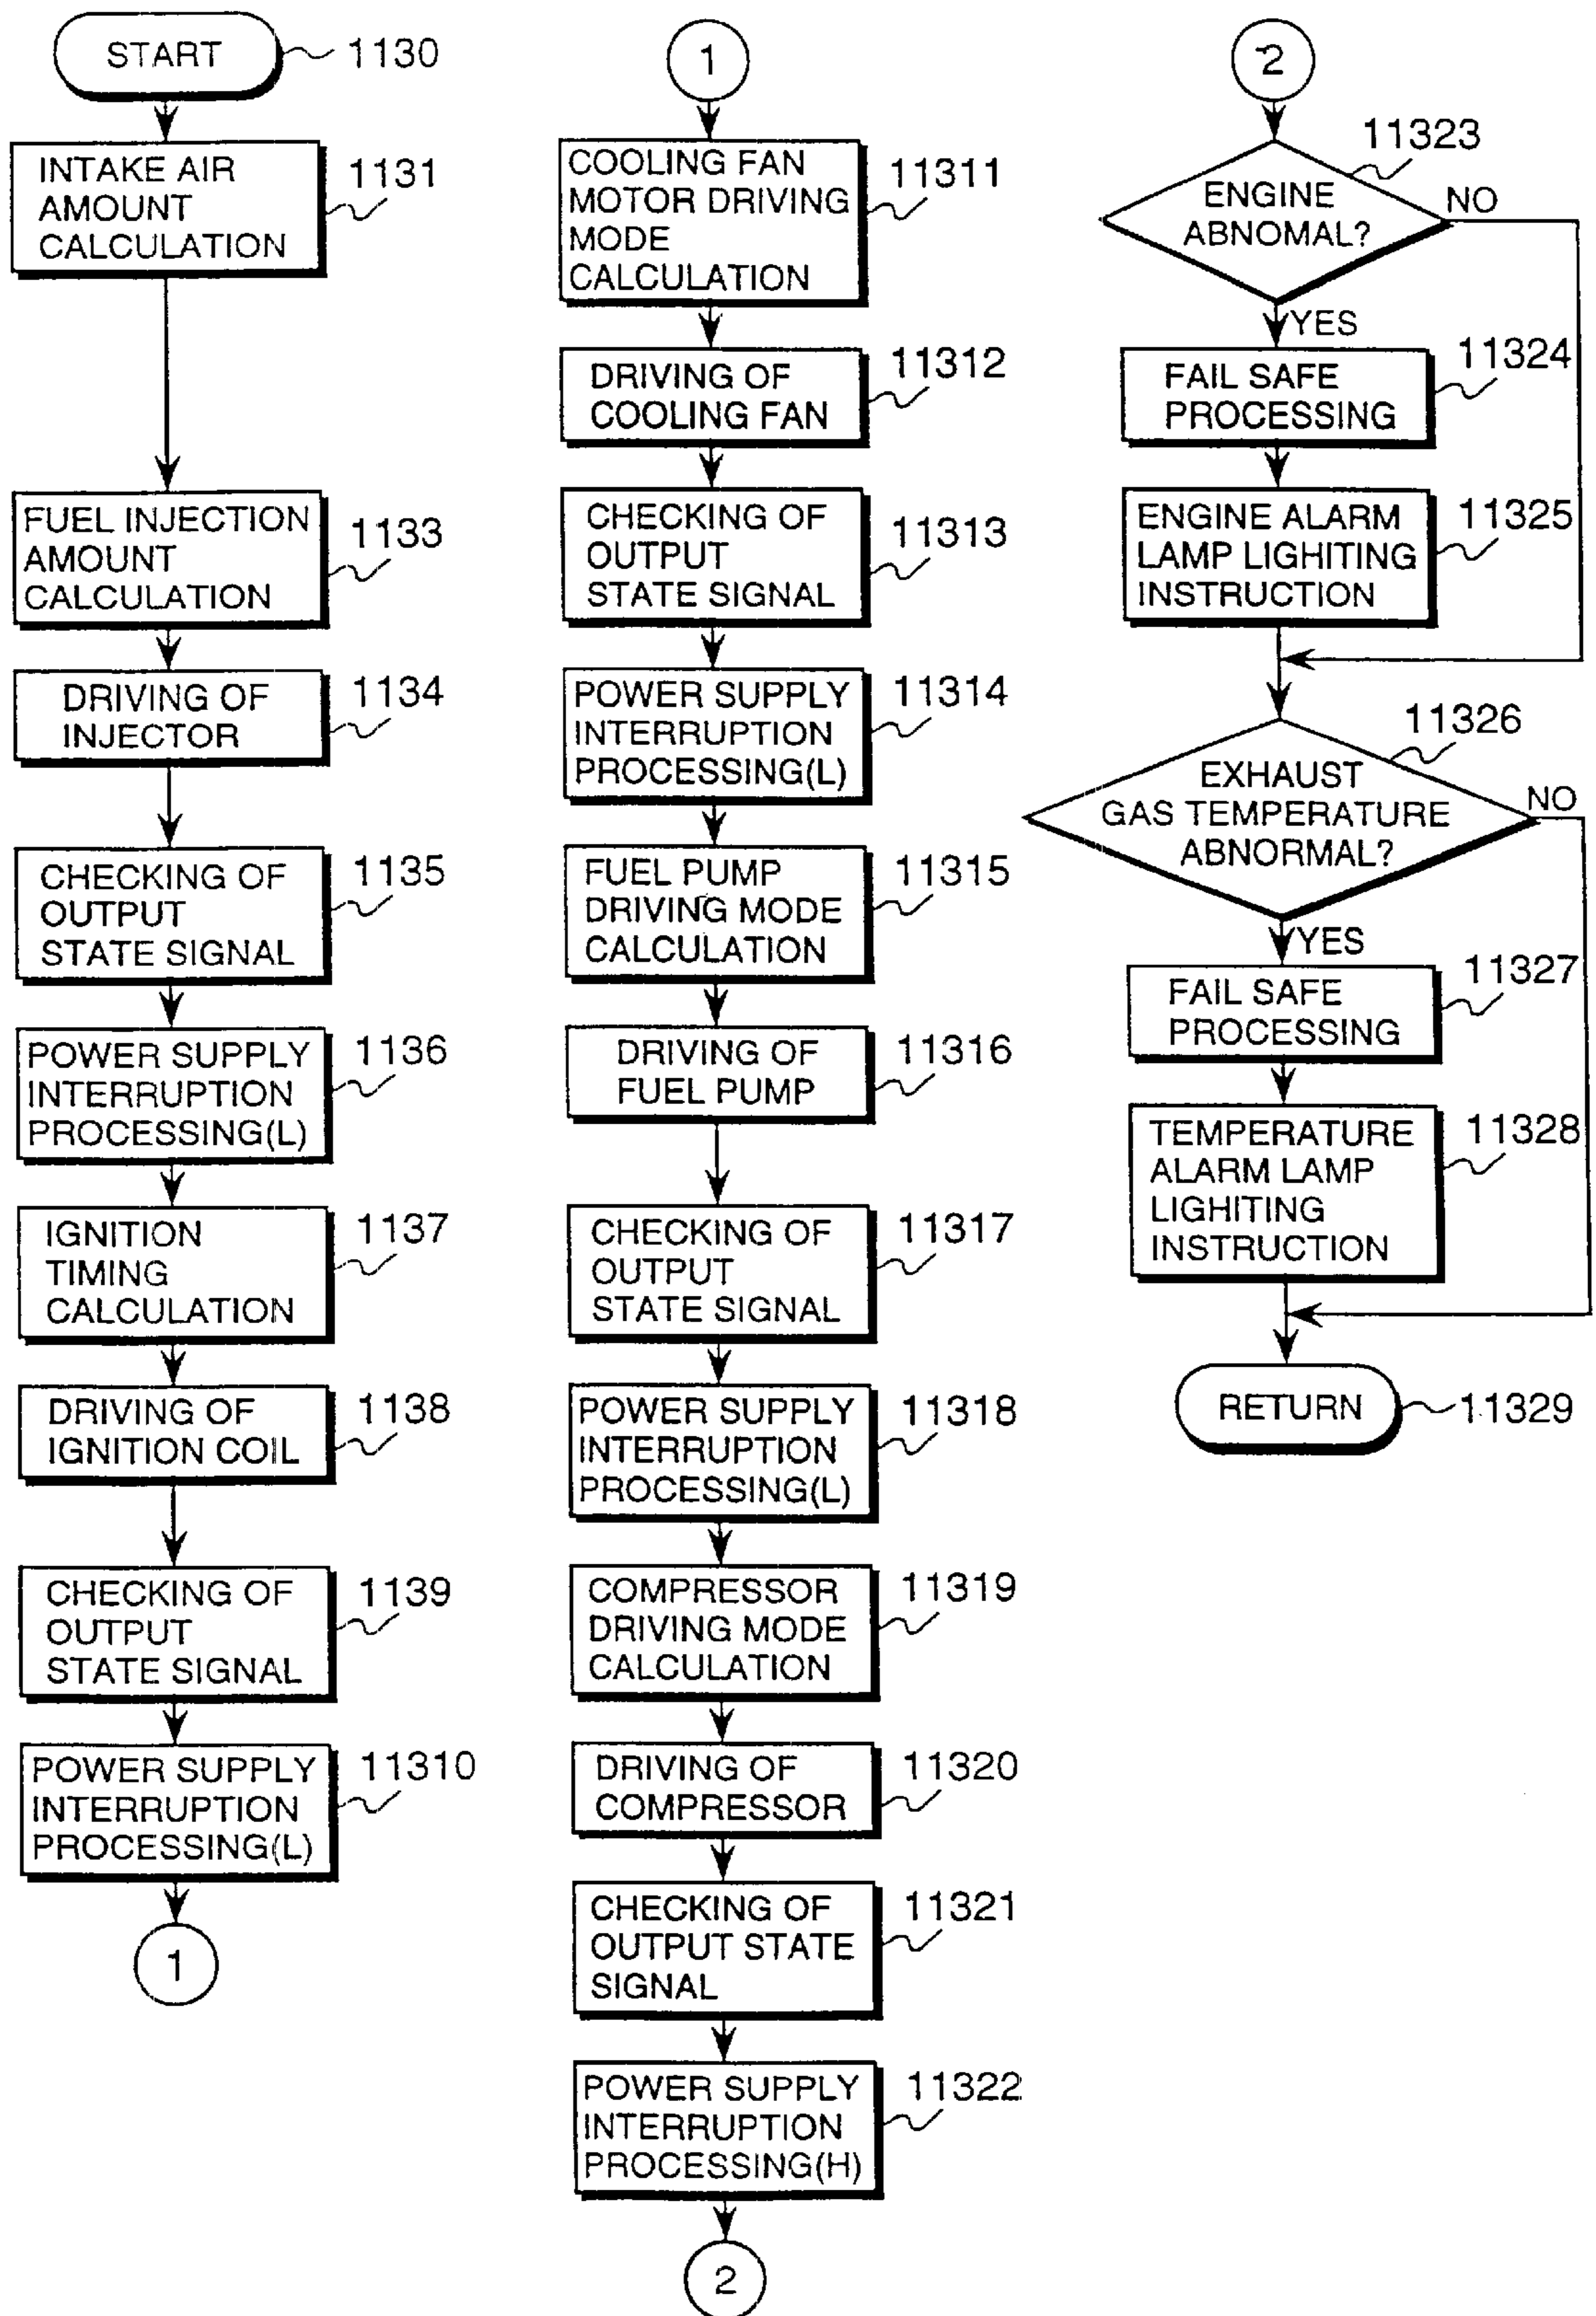 START
1130
INTAKE AIR
AMOUNT
CALCULATION
1131
FUEL INJECTION
AMOUNT
CALCULATION
1133
DRIVING OF
INJECTOR
1134
CHECKING OF
OUTPUT
STATE SIGNAL
1135
POWER SUPPLY
INTERRUPTION
PROCESSING(L)
1136
IGNITION
TIMING
CALCULATION
1137
DRIVING OF
IGNITION COIL
1138
CHECKING OF
OUTPUT
STATE SIGNAL
1139
POWER SUPPLY
INTERRUPTION
PROCESSING(L)
11310
1
1
COOLING FAN
MOTOR DRIVING
MODE
CALCULATION
11311
DRIVING OF
COOLING FAN
11312
CHECKING OF
OUTPUT
STATE SIGNAL
11313
POWER SUPPLY
INTERRUPTION
PROCESSING(L)
11314
FUEL PUMP
DRIVING MODE
CALCULATION
11315
DRIVING OF
FUEL PUMP
11316
CHECKING OF
OUTPUT
STATE SIGNAL
11317
POWER SUPPLY
INTERRUPTION
PROCESSING(L)
11318
COMPRESSOR
DRIVING MODE
CALCULATION
11319
DRIVING OF
COMPRESSOR
11320
CHECKING OF
OUTPUT STATE
SIGNAL
11321
POWER SUPPLY
INTERRUPTION
PROCESSING(H)
11322
2
2
11323
ENGINE
ABNOMAL?
NO
YES
FAIL SAFE
PROCESSING
11324
ENGINE ALARM
LAMP LIGHITING
INSTRUCTION
11325
11326
EXHAUST
GAS TEMPERATURE
ABNORMAL?
NO
YES
FAIL SAFE
PROCESSING
11327
TEMPERATURE
ALARM LAMP
LIGHITING
INSTRUCTION
11328
RETURN
11329